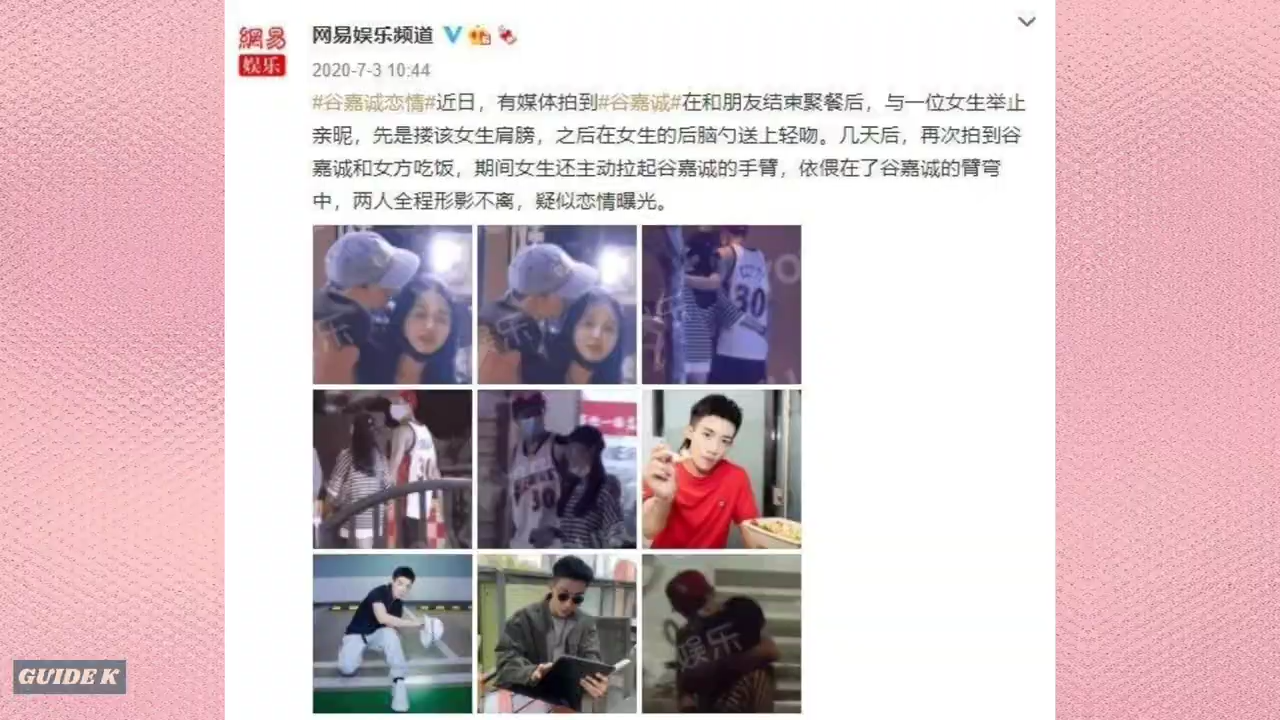 網易
娱乐
网易娱乐频道
2020-7-3 10:44
#谷嘉诚恋情#近日，有媒体拍到#谷嘉诚#在和朋友结束聚餐后，与一位女生举止
亲昵，先是搂该女生肩膀，之后在女生的后脑勺送上轻吻。几天后，再次拍到谷
嘉诚和女方吃饭，期间女生还主动拉起谷嘉诚的手臂，依偎在了谷嘉诚的臂弯
中，两人全程形影不离，疑似恋情曝光。
乐
娱乐
30
30
30
娱乐
GUIDE K